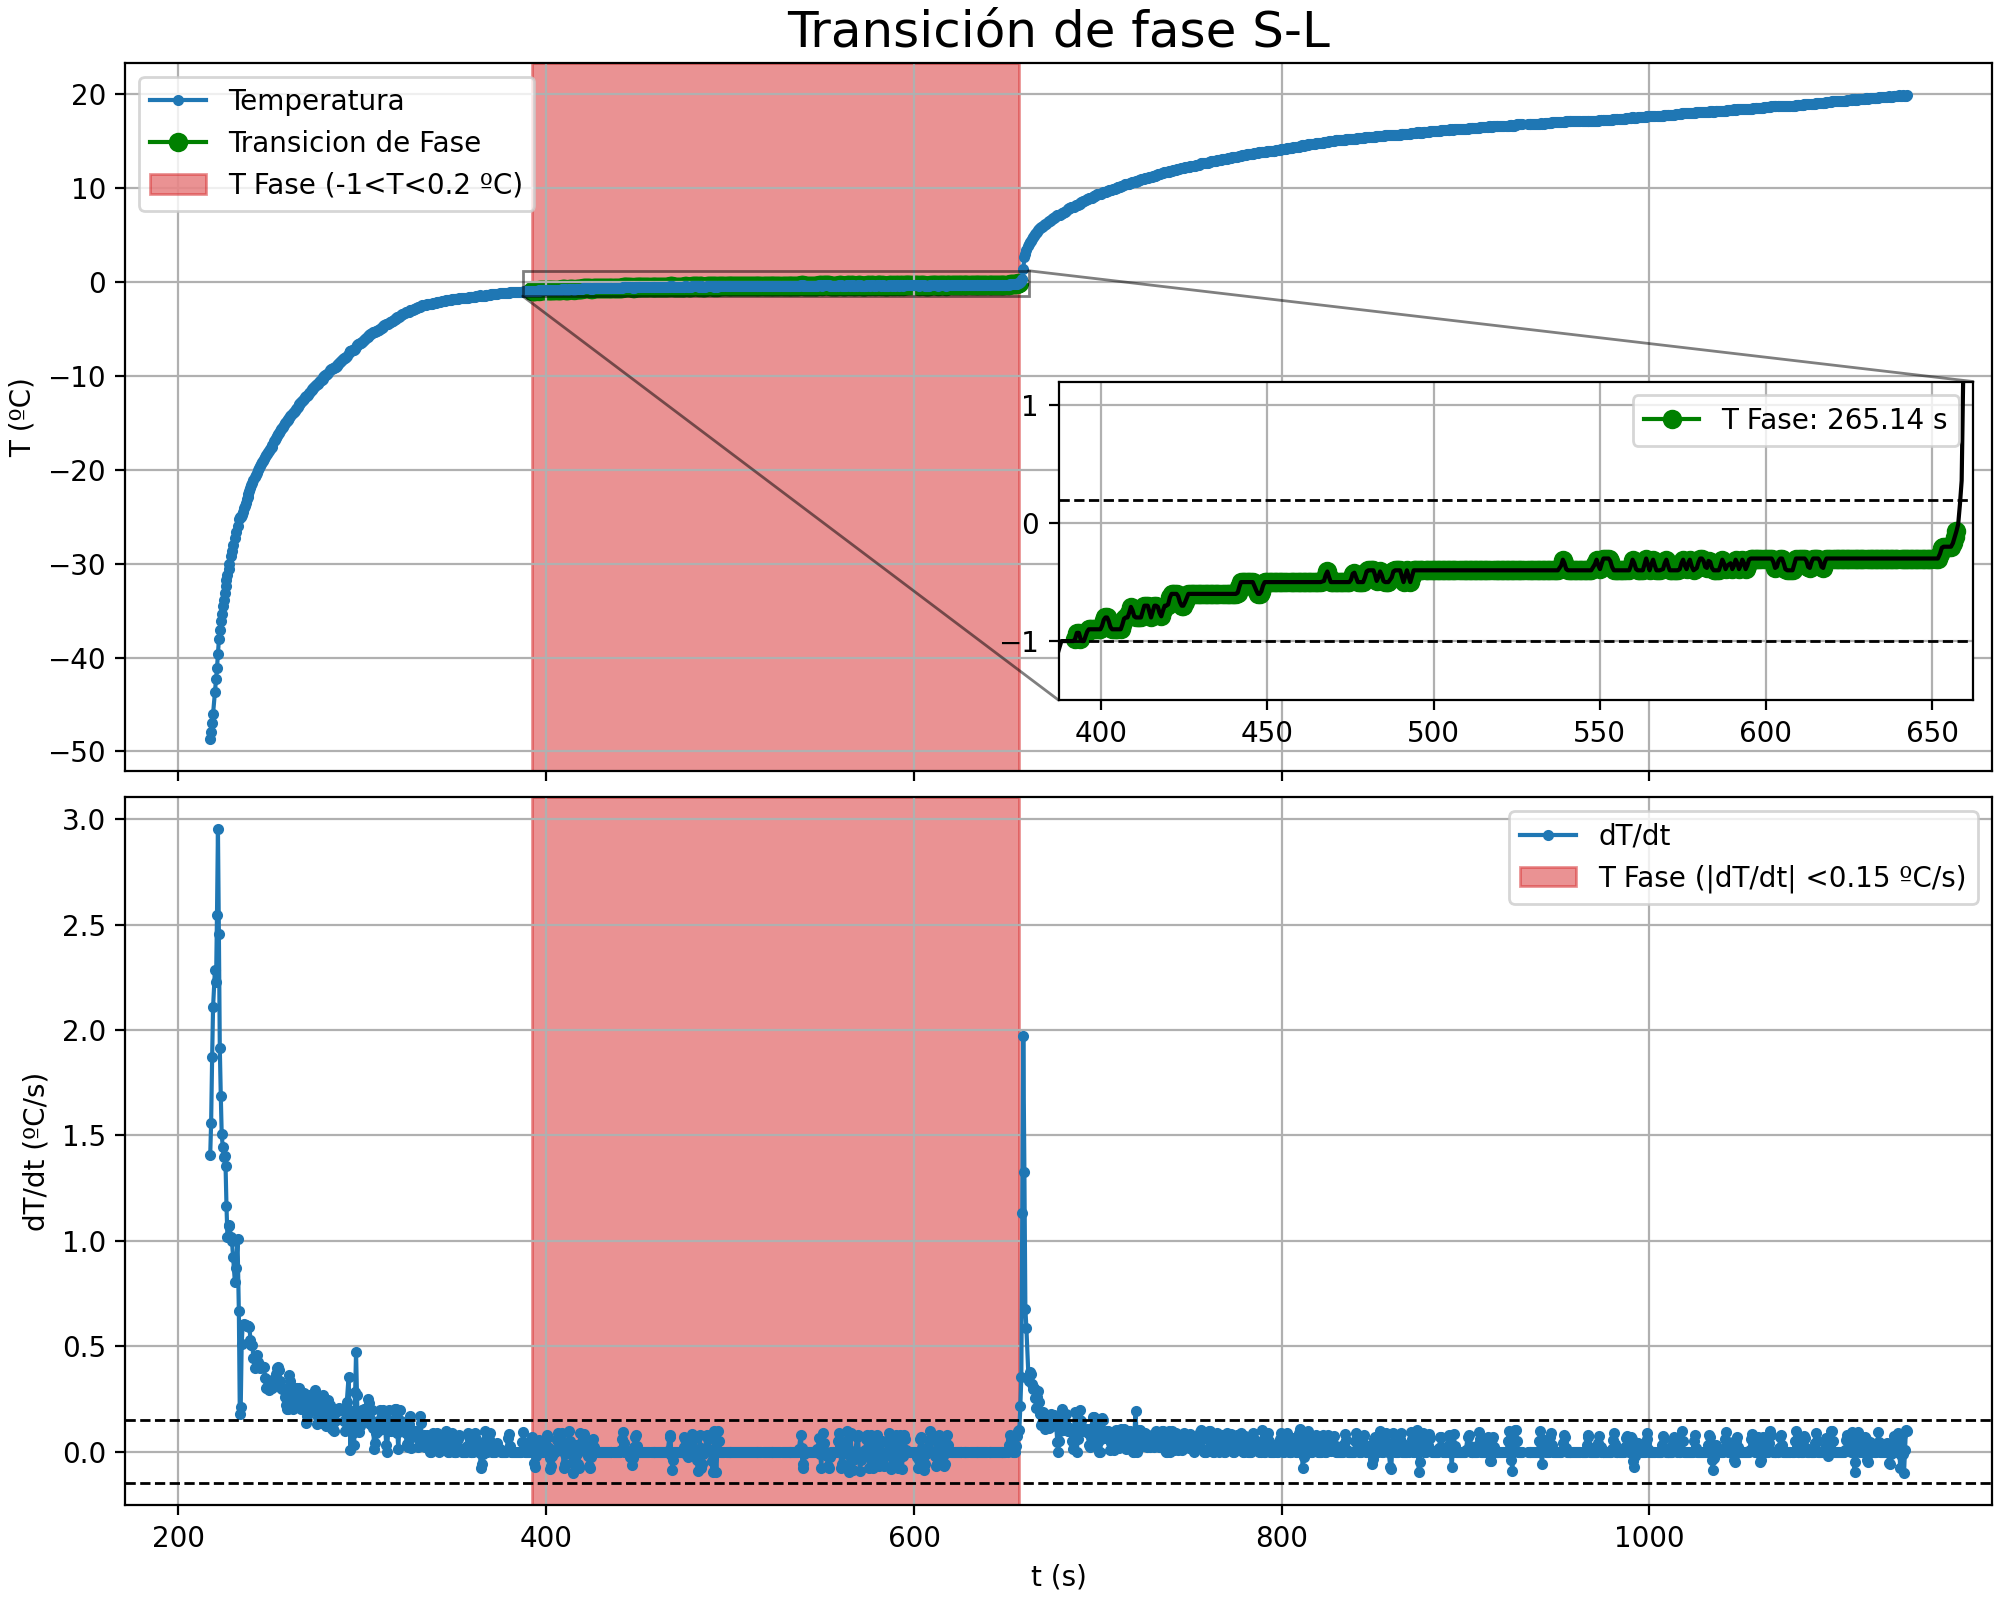 Transición de fase S-L
Temperatura
Transicion de Fase
T Fase (-1<T<0.2 ºC)
20
10
0
−10
−20
−30
−40
−50
T (ºC)
T Fase: 265.14 s
1
0
−1
400 450 500 550 600 650
dT/dt
T Fase (|dT/dt| <0.15 ºC/s)
3.0
2.5
2.0
1.5
1.0
0.5
0.0
dT/dt (ºC/s)
200 400 600 800 1000
t (s)